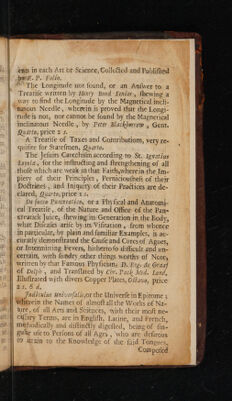 ents in each Art or Science, Collected and Published
by R. P. Folio.
The Longitude not found, or an Answer to a
Treatise written by Henry Bond Senior, shewing a
way to find the Longitude by the Magnetical incli-
natous Needle, wherein is proved that the Longi-
tude is not, nor cannot be found by the Magnetical
inclinatous Needle, by Peter Blackborrow, Gent.
Quarto, price 1 s.
A Treatise of Taxes and Contributions, very re-
quisite for Statesmen, Quarto.
The Jesuits Catechism according to St. Ignatius
Loyola, for the instructing and strengthening of all
those which are weak in that Faith, wherein the Im-
piety of their Principles, Perniciousness of their
Doctrines, and Iniquity of their Practices are de-
clared, Quarto, price 1 s.
De succo Pancreatico, or a Physical and Anatomi-
cal Treatise, of the Nature and Office of the Pan-
creatick Juice, shewing its Generation in the Body,
what Diseases arise by its Vitiation, from whence
in particular, by plain and familiar Examples, is ac-
curately demonstrated the Cause and Cures of Agues,
or Intermitting Fevers, hitherto so difficult and un-
certain, with sundry other things worthy of Note,
written by that Famous Physician, D. Reg. de Graaf
of Delph, and Translated by Chr. Pack Med. Lond.
Illustrated with divers Copper Plates, Octavo, price
2 s. 6 d.
Indiculus Universalis, or the Universe in Epitome;
wherein the Names of almost all the Works of Na-
ture, of all Arts and Sciences, with their most ne-
cessary Terms, are in English, Latine, and French,
methodically and distinctly digested, being of sin-
gular use to Persons of all Ages, who are desirous
to attain to the Knowledge of the said Tongues,
Composed